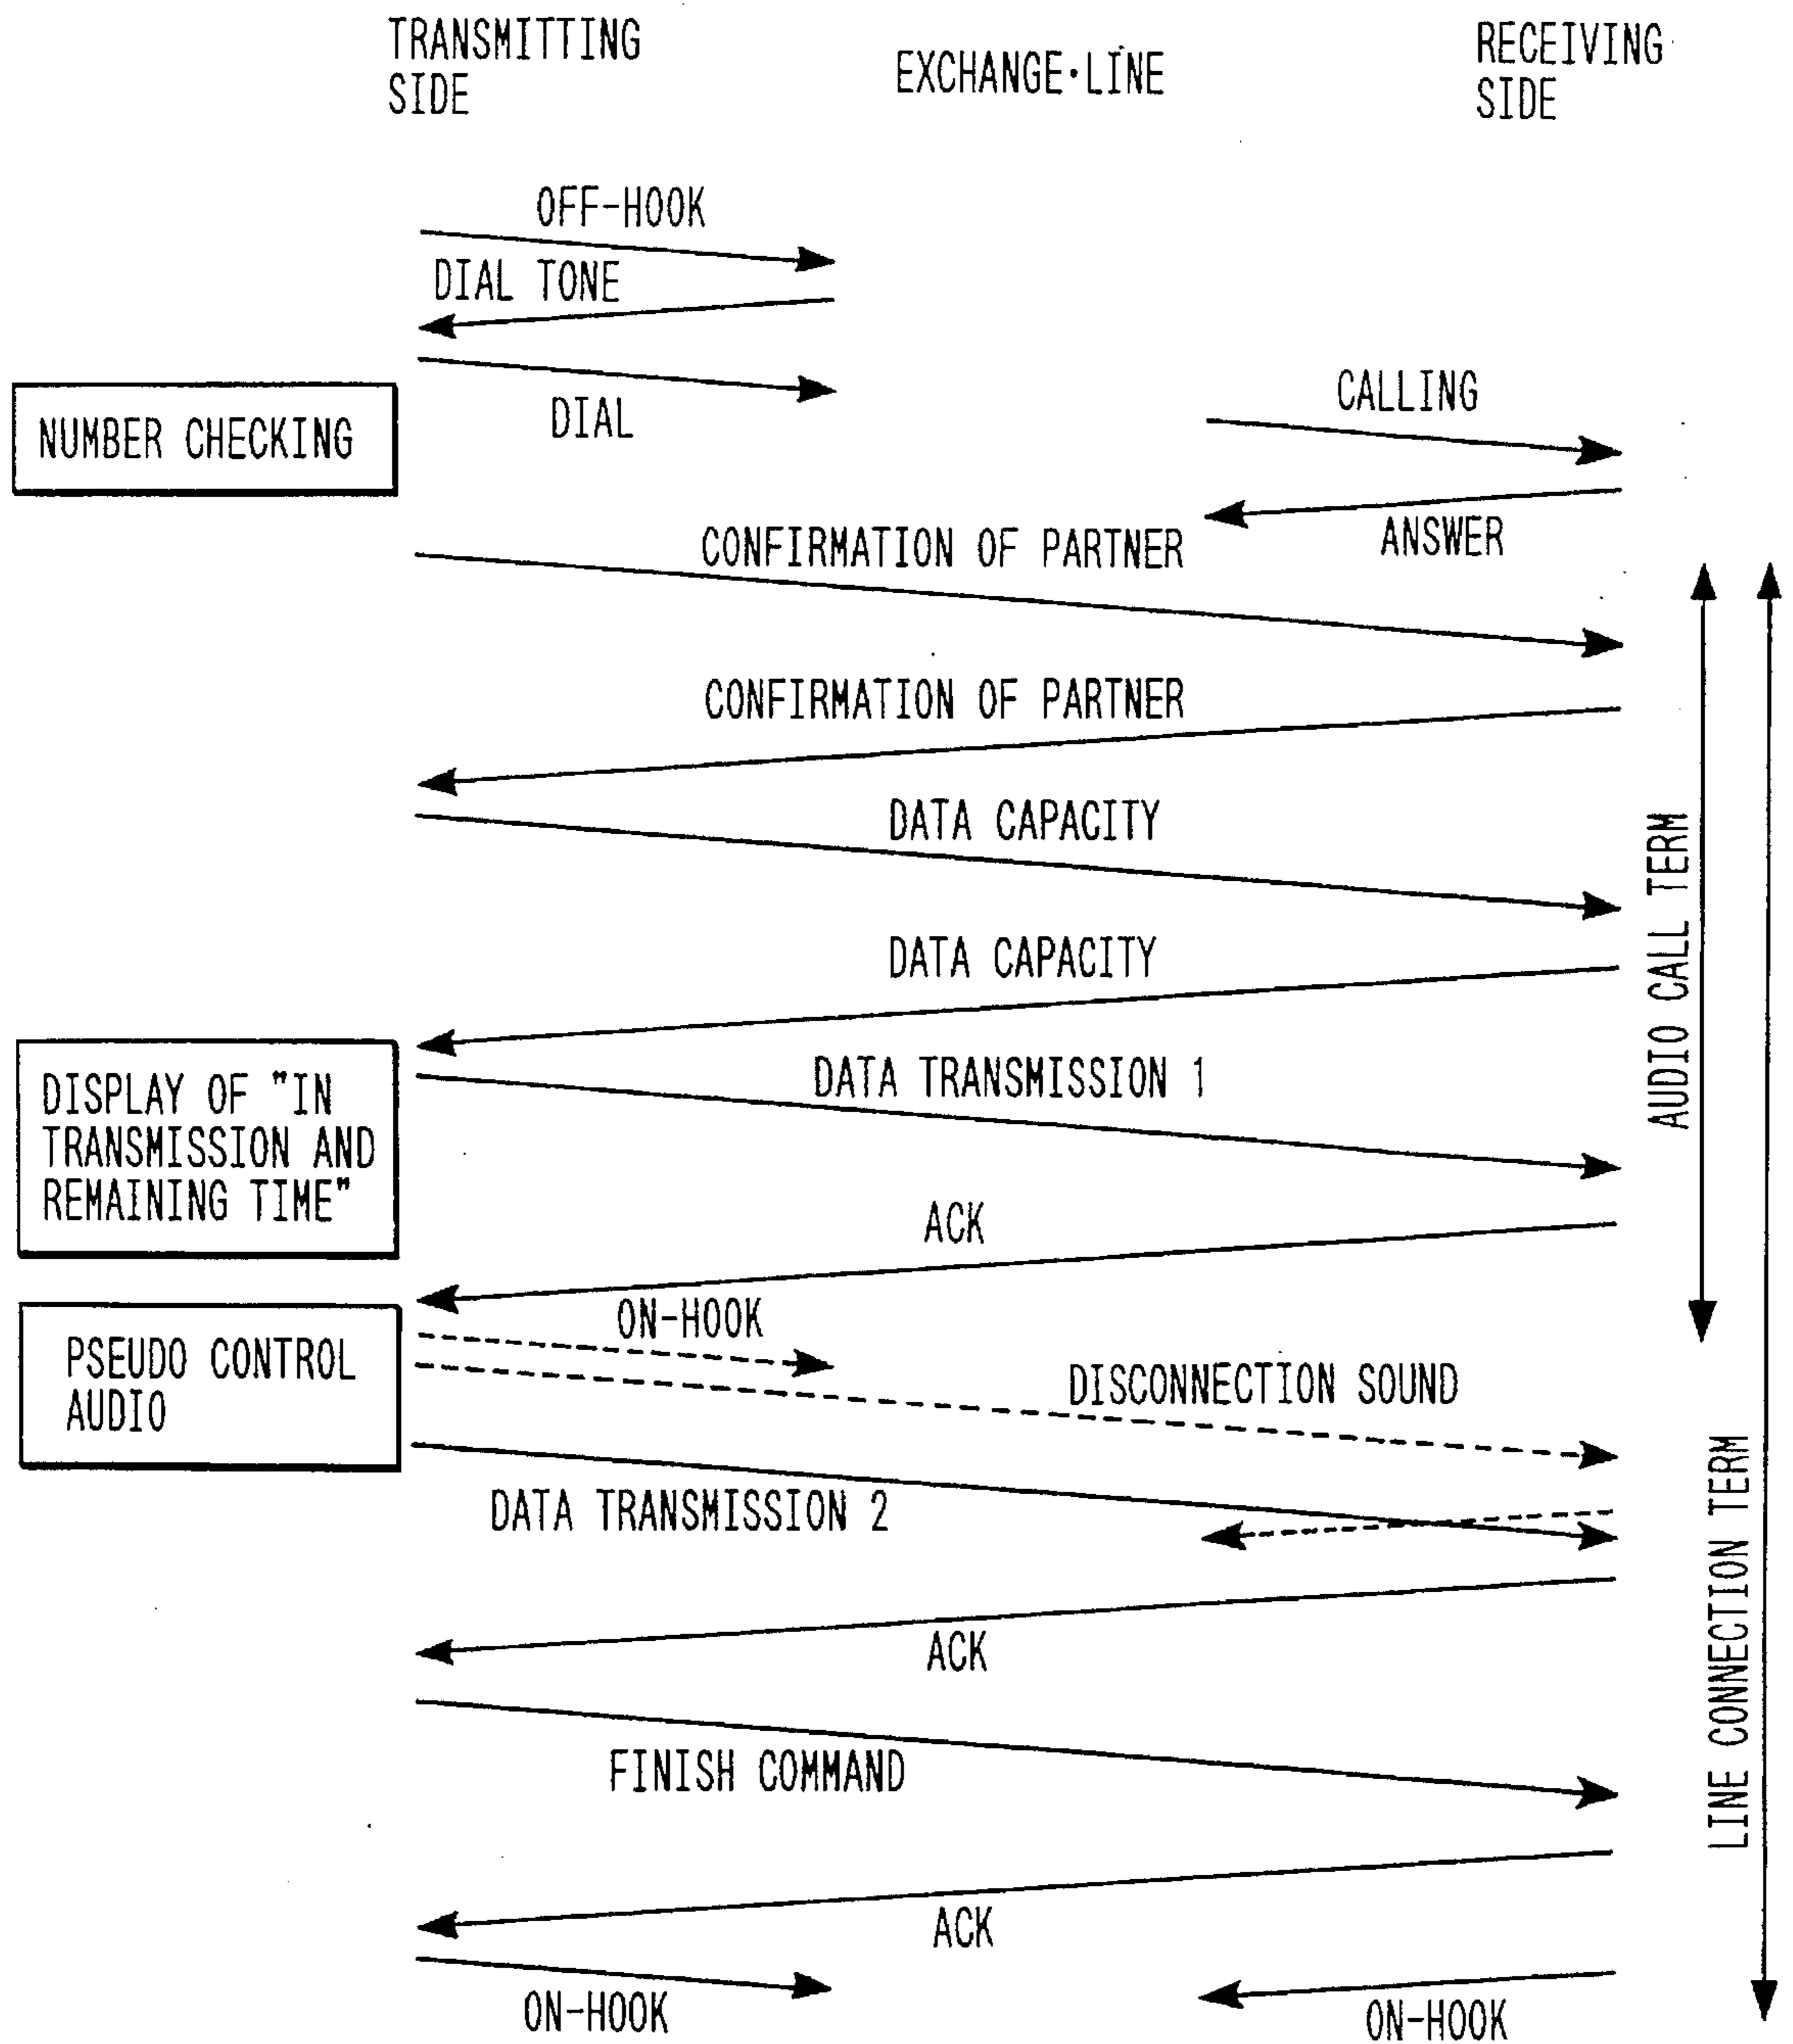 TRANSMITTING
SIDE
EXCHANGE·LINE
RECEIVING
SIDE
OFF-HOOK
DIAL TONE
DIAL
CALLING
NUMBER CHECKING
ANSWER
CONFIRMATION OF PARTNER
CONFIRMATION OF PARTNER
DATA CAPACITY
DATA CAPACITY
AUDIO CALL TERM
DATA TRANSMISSION 1
DISPLAY OF "IN
TRANSMISSION AND
REMAINING TIME"
ACK
ON-HOOK
PSEUDO CONTROL
AUDIO
DISCONNECTION SOUND
DATA TRANSMISSION 2
LINE CONNECTION TERM
ACK
FINISH COMMAND
ACK
ON-HOOK
ON-HOOK